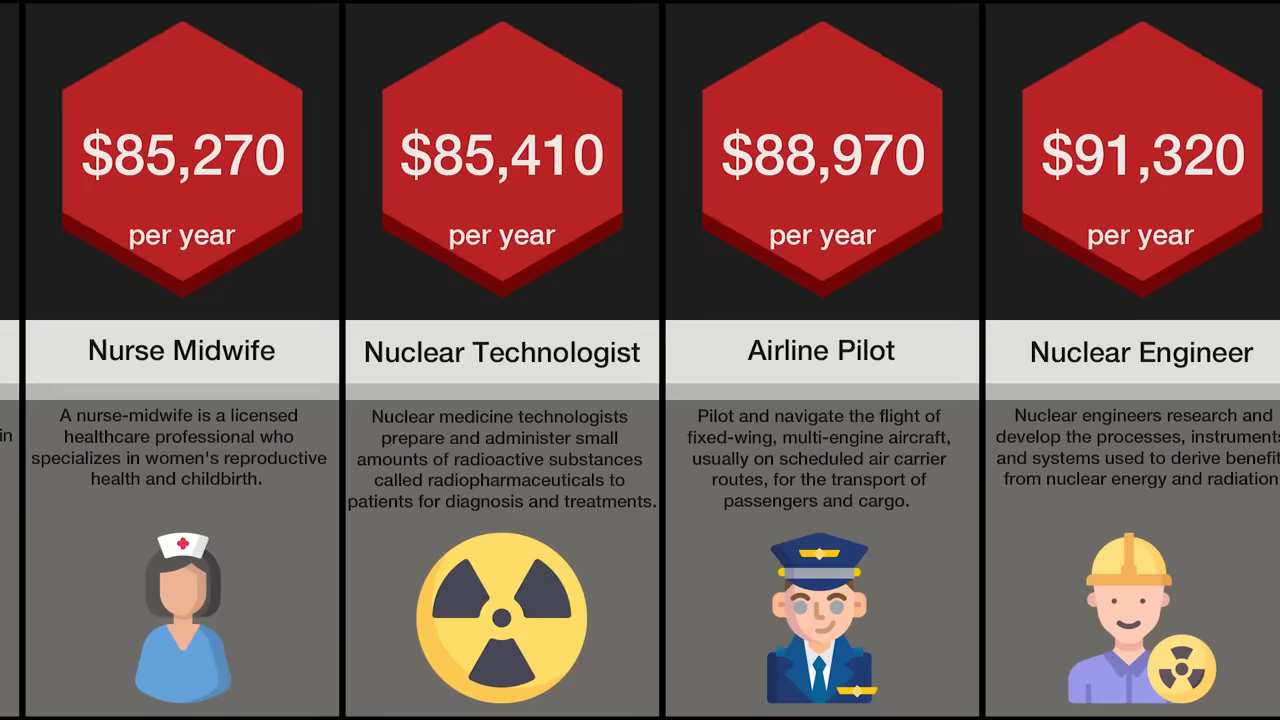 $85,270
per year
Nurse Midwife
A nurse-midwife is a licensed
healthcare professional who
specializes in women's reproductive
health and childbirth.
$85,410
per year
Nuclear Technologist
Nuclear medicine technologists
prepare and administer small
amounts of radioactive substances
called radiopharmaceuticals to
patients for diagnosis and treatments.
$88,970
per year
Airline Pilot
Pilot and navigate the flight of
fixed-wing, multi-engine aircraft,
usually on scheduled air carrier
routes, for the transport of
passengers and cargo.
$91,320
per year
Nuclear Engineer
Nuclear engineers research and
develop the processes, instruments
and systems used to derive benefit
from nuclear energy and radiation
in